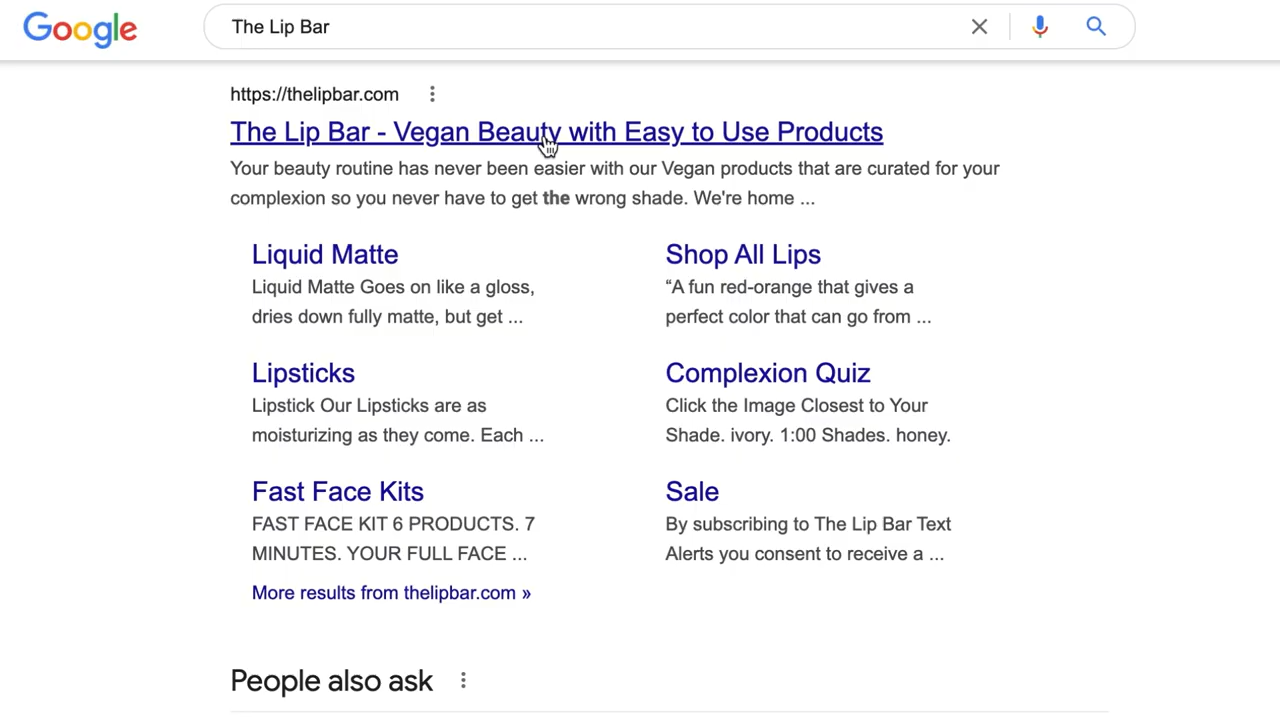 Google
The Lip Bar
https://thelipbar.com
The Lip Bar - Vegan Beauty with Easy to Use Products
Your beauty routine has never been easier with our Vegan products that are curated for your
complexion so you never have to get the wrong shade. We're home ...
Liquid Matte
Liquid Matte Goes on like a gloss,
dries down fully matte, but get ...
Shop All Lips
“A fun red-orange that gives a
perfect color that can go from ...
Lipsticks
Lipstick Our Lipsticks are as
moisturizing as they come. Each ...
Complexion Quiz
Click the Image Closest to Your
Shade. ivory. 1:00 Shades. honey.
Fast Face Kits
FAST FACE KIT 6 PRODUCTS. 7
MINUTES. YOUR FULL FACE ...
Sale
By subscribing to The Lip Bar Text
Alerts you consent to receive a ...
More results from thelipbar.com »
People also ask